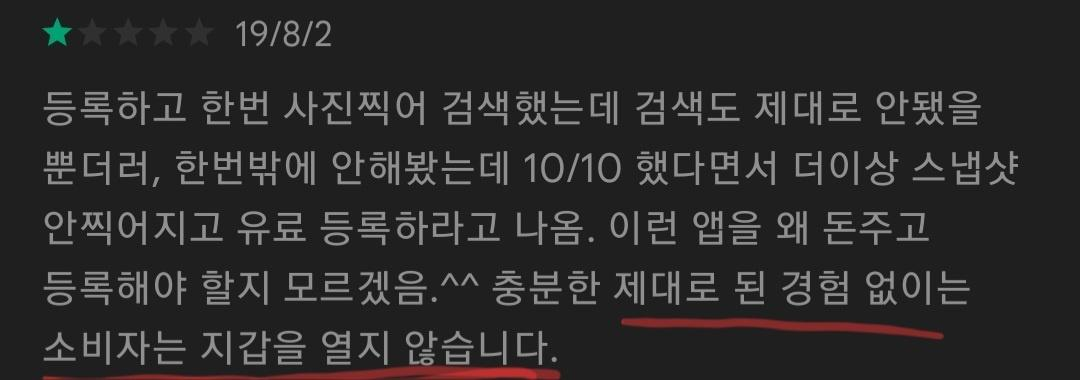 19/8/2
등록하고 한번 사진찍어 검색했는데 검색도 제대로 안됐을
뿐더러, 한번밖에 안해봤는데 10/10 했다면서 더이상 스냅샷
안찍어지고 유료 등록하라고 나옴. 이런 앱을 왜 돈주고
등록해야 할지 모르겠음.^^ 충분한 제대로 된 경험 없이는
소비자는 지갑을 열지 않습니다.